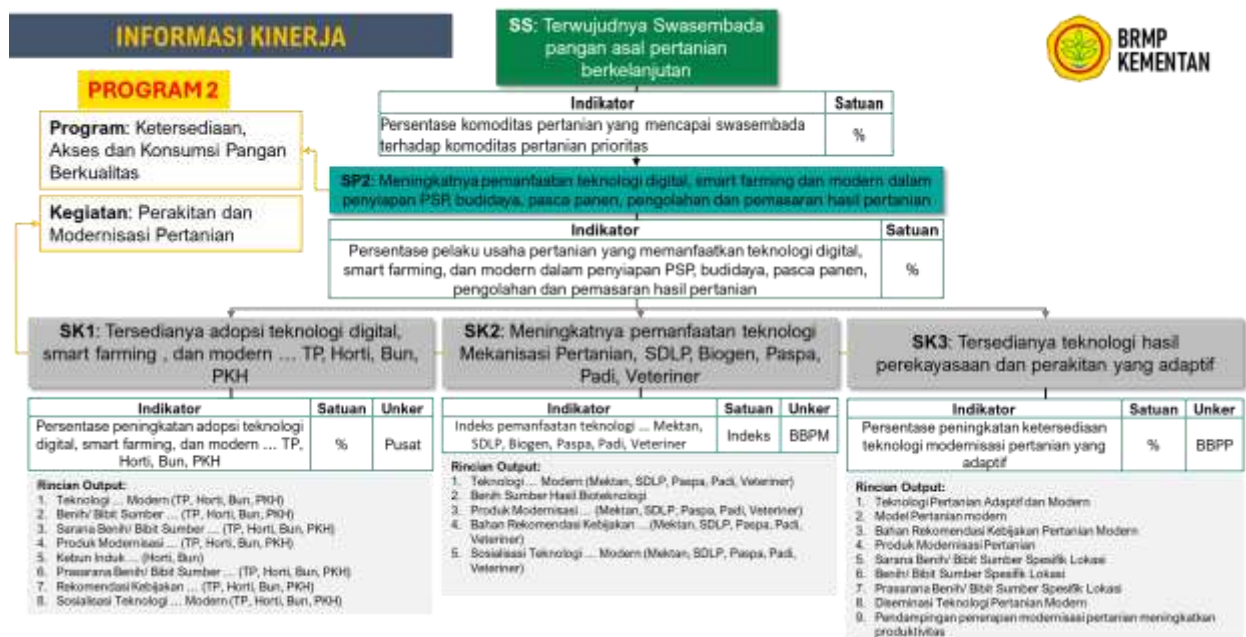 INFORMASI KINERJA
SS: Terwujudnya Swasembada
pangan asal pertanian
berkelanjutan
BRMP
KEMENTAN
PROGRAM 2
Indikator Satuan
Persentase komoditas pertanian yang mencapai swasembada
terhadap komoditas pertanian prioritas
%
Program: Ketersediaan,
Akses dan Konsumsi Pangan
Berkualitas
SP2: Meningkatnya pemanfaatan teknologi digital, smart farming dan modern dalam
penyiapan PSP, budidaya, pasca panen, pengolahan dan pemasaran hasil pertanian
Kegiatan: Perakitan dan
Modernisasi Pertanian
Indikator Satuan
Persentase pelaku usaha pertanian yang memanfaatkan teknologi digital,
smart farming, dan modern dalam penyiapan PSP, budidaya, pasca panen,
pengolahan dan pemasaran hasil pertanian
%
SK1: Tersedianya adopsi teknologi digital,
smart farming , dan modern ... TP, Horti, Bun,
PKH
Indikator Satuan Unker
Persentase peningkatan adopsi teknologi
digital, smart farming, dan modern ... TP,
Horti, Bun, PKH
% Pusat
Rincian Output:
1. Teknologi ... Modern (TP, Horti, Bun, PKH)
2. Benih/ Bibit Sumber ... (TP, Horti, Bun, PKH)
3. Sarana Benih/ Bibit Sumber ... (TP, Horti, Bun, PKH)
4. Produk Modernisasi ... (TP, Horti, Bun, PKH)
5. Kebun Induk ... (Horti, Bun)
6. Prasarana Benih/ Bibit Sumber ... (TP, Horti, Bun, PKH)
7. Rekomendasi Kebijakan ... (TP, Horti, Bun, PKH)
8. Sosialisasi Teknologi ... Modern (TP, Horti, Bun, PKH)
SK2: Meningkatnya pemanfaatan teknologi
Mekanisasi Pertanian, SDLP, Biogen, Paspa,
Padi, Veteriner
Indikator Satuan Unker
Indeks pemanfaatan teknologi ... Mektan,
SDLP, Biogen, Paspa, Padi, Veteriner
Indeks BBPM
Rincian Output:
1. Teknologi ... Modern (Mektan, SDLP, Paspa, Padi, Veteriner)
2. Benih Sumber Hasil Bioteknologi
3. Produk Modernisasi ... (Mektan, SDLP, Paspa, Padi, Veteriner)
4. Bahan Rekomendasi Kebijakan ... (Mektan, SDLP, Paspa, Padi,
Veteriner)
5. Sosialisasi Teknologi ... Modern (Mektan, SDLP, Paspa, Padi,
Veteriner)
SK3: Tersedianya teknologi hasil
perekayasaan dan perakitan yang adaptif
Indikator Satuan Unker
Persentase peningkatan ketersediaan
teknologi modernisasi pertanian yang
adaptif
% BBPP
Rincian Output:
1. Teknologi Pertanian Adaptif dan Modern
2. Model Pertanian modern
3. Bahan Rekomendasi Kebijakan Pertanian Modern
4. Produk Modernisasi Pertanian
5. Sarana Benih/ Bibit Sumber Spesifik Lokasi
6. Benih/ Bibit Sumber Spesifik Lokasi
7. Prasarana Benih/ Bibit Sumber Spesifik Lokasi
8. Diseminasi Teknologi Pertanian Modern
9. Pendampingan penerapan modernisasi pertanian meningkatkan
produktivitas